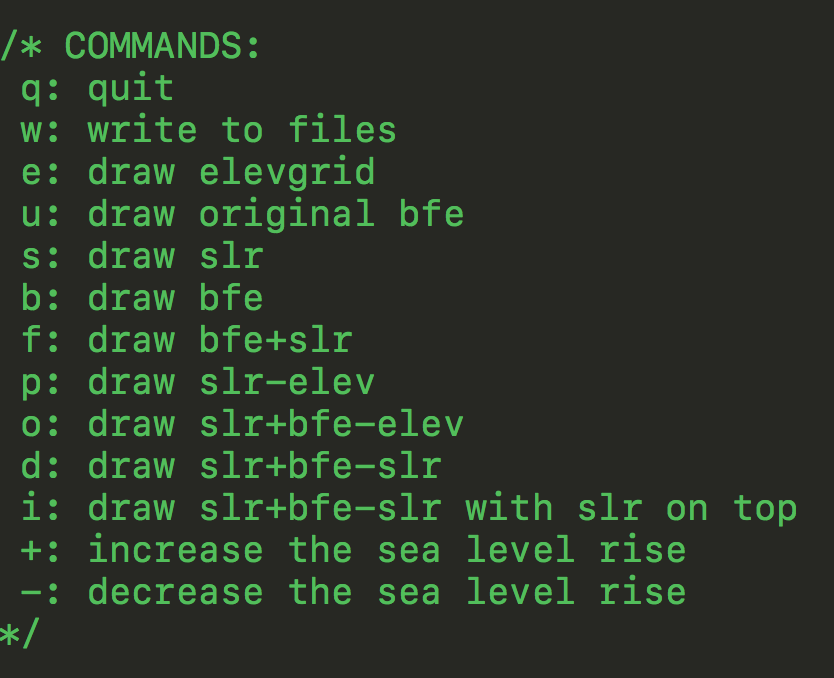 /* COMMANDS:
q: quit
w: write to files
e: draw elevgrid
u: draw original bfe
s: draw slr
b: draw bfe
f: draw bfe+slr
p: draw slr-elev
o: draw slr+bfe-elev
d: draw slr+bfe-slr
i: draw slr+bfe-slr with slr on top
+: increase the sea level rise
-: decrease the sea level rise
*/